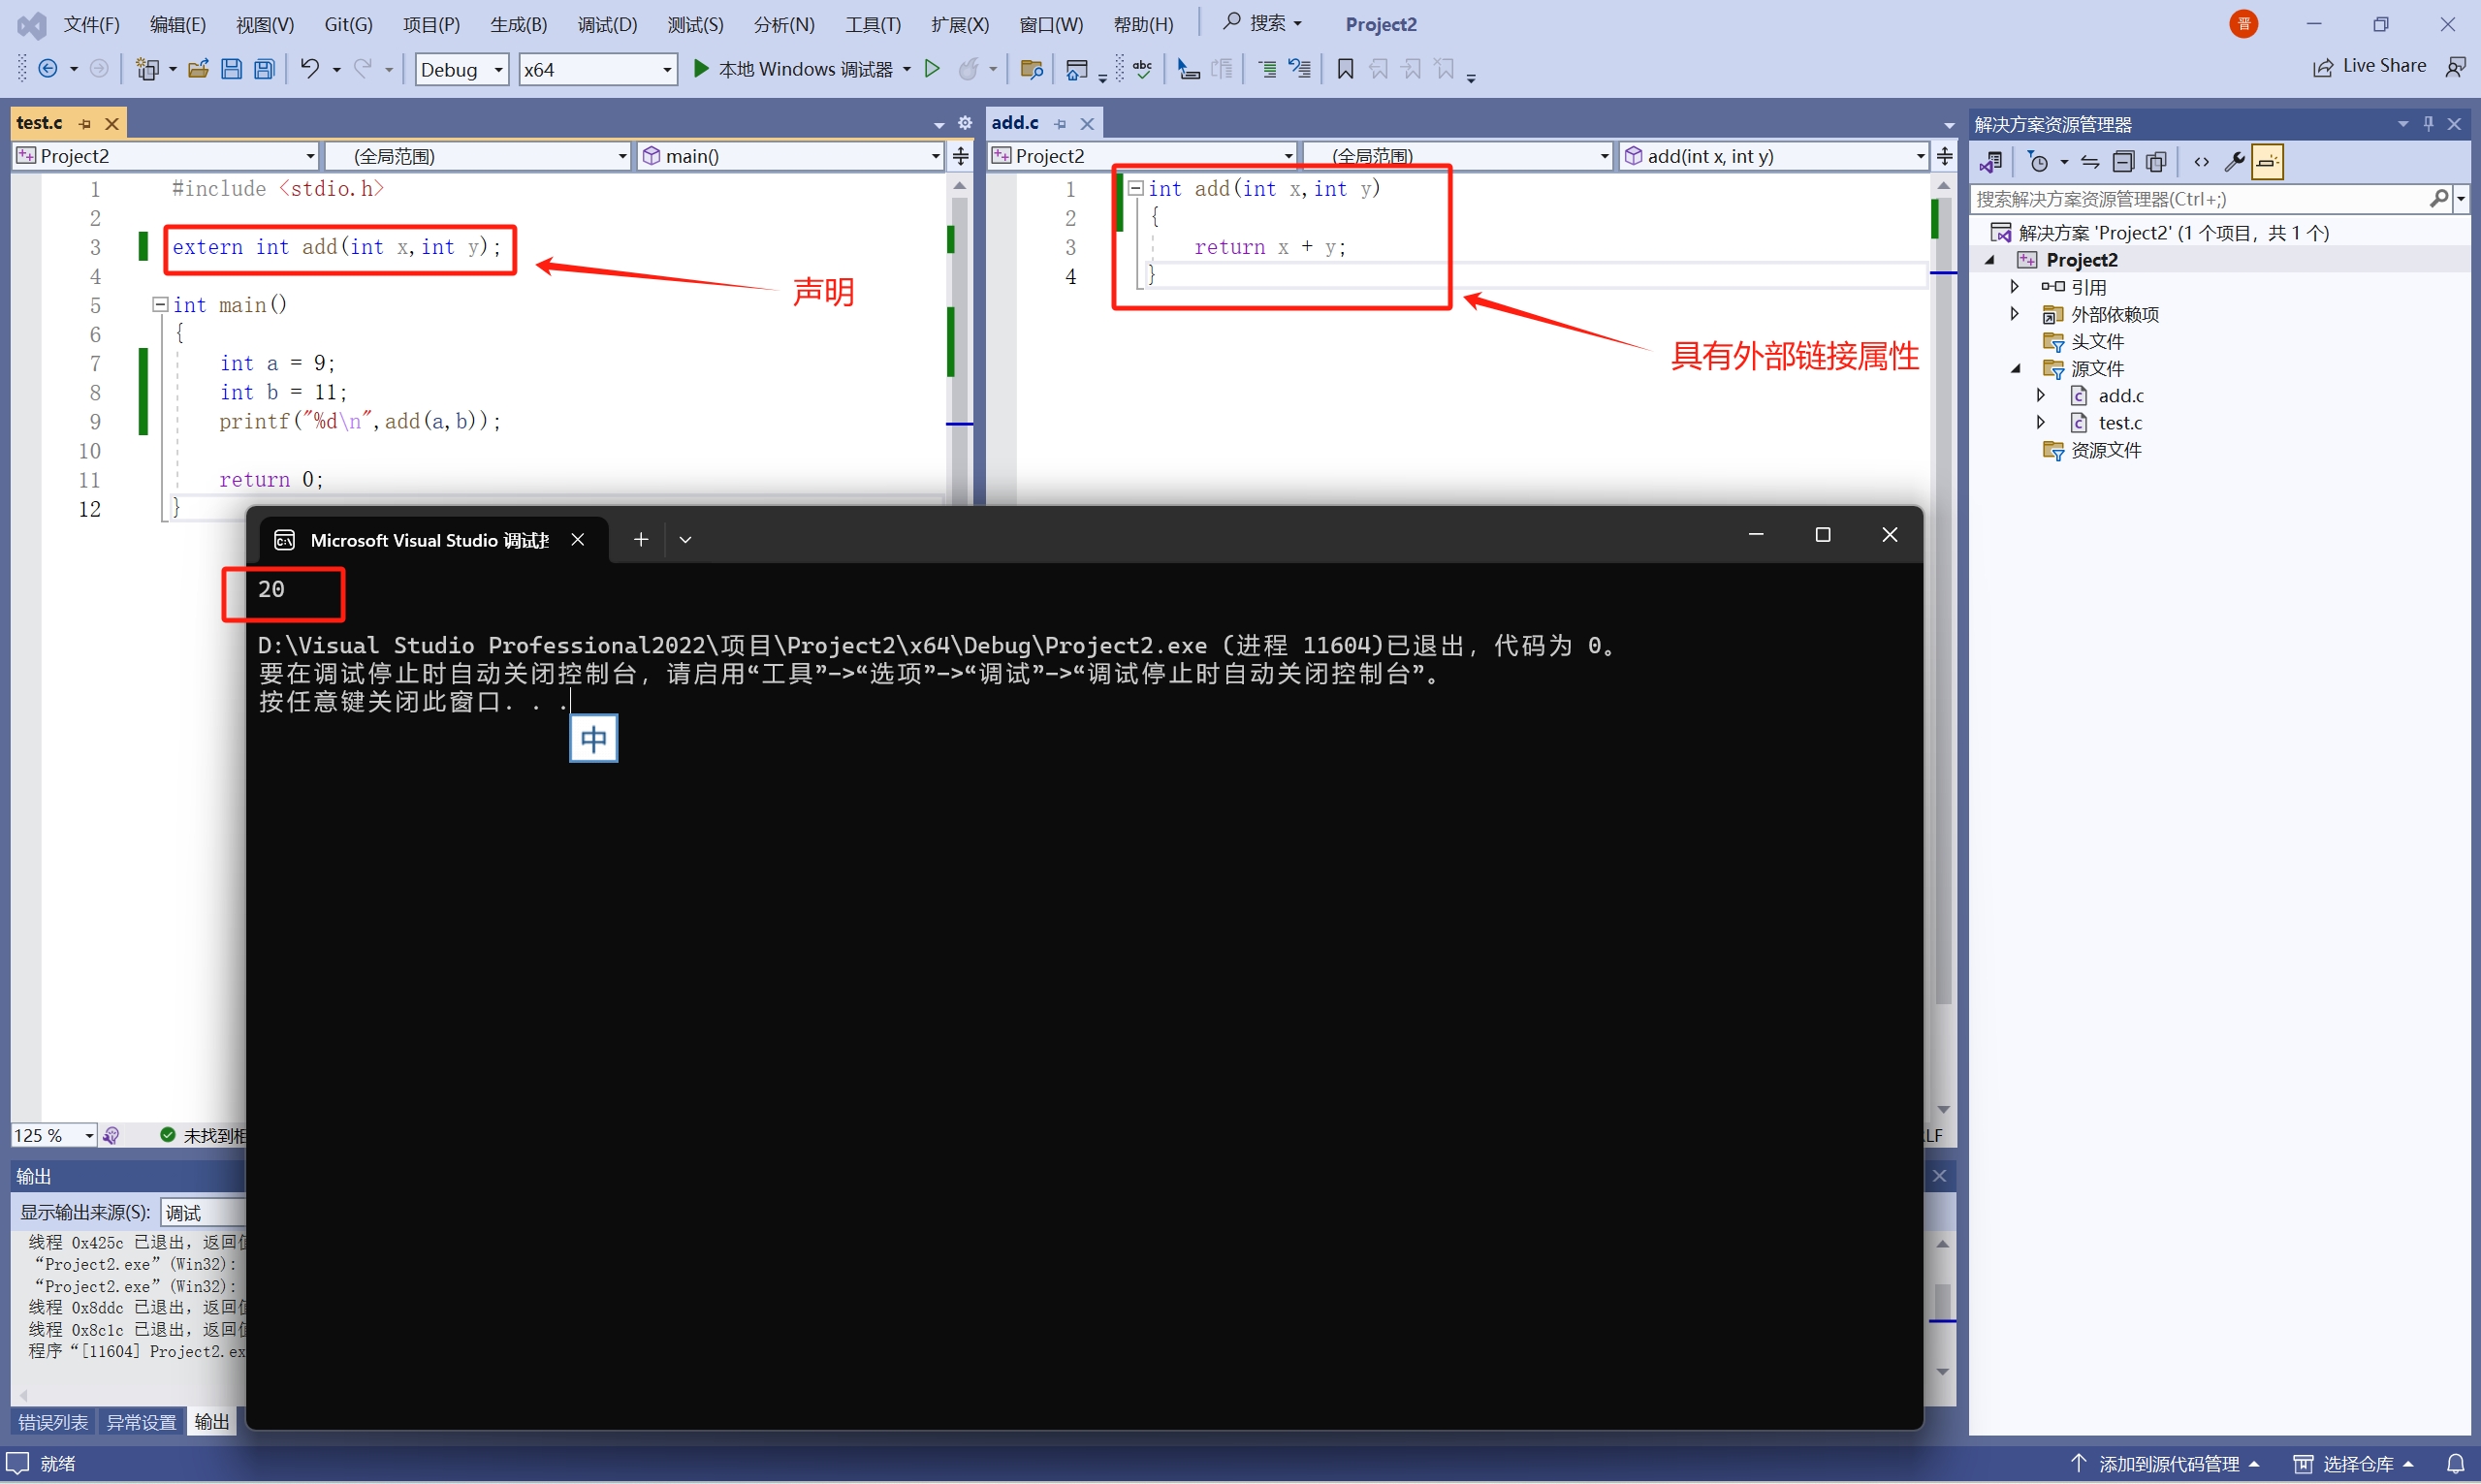 文件(F) 编辑(E) 视图(V) Git(G) 项目(P) 生成(B) 调试(D) 测试(S) 分析(N) 工具(T) 扩展(X) 窗口(W) 帮助(H) 搜索 Project2 晋
Debug x64 本地 Windows 调试器 abc Live Share
test.c
Project2 (全局范围) main()
1 #include <stdio.h>
2
3 extern int add(int x,int y);
4
5 int main()
6 {
7 int a = 9;
8 int b = 11;
9 printf("%d\n",add(a,b));
10
11 return 0;
12 }
声明
add.c
Project2 (全局范围) add(int x, int y)
1 int add(int x,int y)
2 {
3 return x + y;
4 }
具有外部链接属性
解决方案资源管理器
搜索解决方案资源管理器(Ctrl+;)
解决方案 'Project2' (1 个项目，共 1 个)
Project2
引用
外部依赖项
头文件
源文件
add.c
test.c
资源文件
Microsoft Visual Studio 调试
20
D:\Visual Studio Professional2022\项目\Project2\x64\Debug\Project2.exe (进程 11604)已退出，代码为 0。
要在调试停止时自动关闭控制台，请启用“工具”->“选项”->“调试”->“调试停止时自动关闭控制台”。
按任意键关闭此窗口. . .
中
125 % 未找到相
LF
输出
显示输出来源(S): 调试
线程 0x425c 已退出，返回值
“Project2.exe” (Win32):
“Project2.exe” (Win32):
线程 0x8ddc 已退出，返回值
线程 0x8c1c 已退出，返回值
程序 “[11604] Project2.ex
错误列表 异常设置 输出
就绪 添加到源代码管理 选择仓库